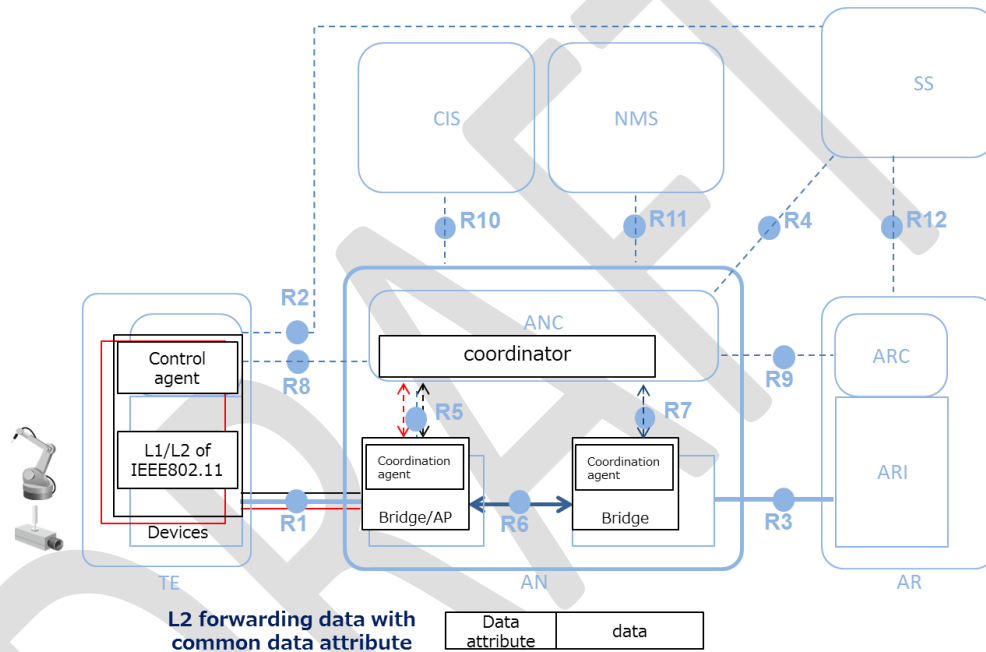 SS
CIS
NMS
R10
R11
R4
R12
R2
ANC
coordinator
ARC
R8
R9
Control
agent
R5
R7
L1/L2 of
IEEE802.11
Coordination
agent
Coordination
agent
ARI
R1
Bridge/AP
R6
Bridge
R3
Devices
TE
AN
AR
L2 forwarding data with
common data attribute
Data
attribute
data
DRAFT